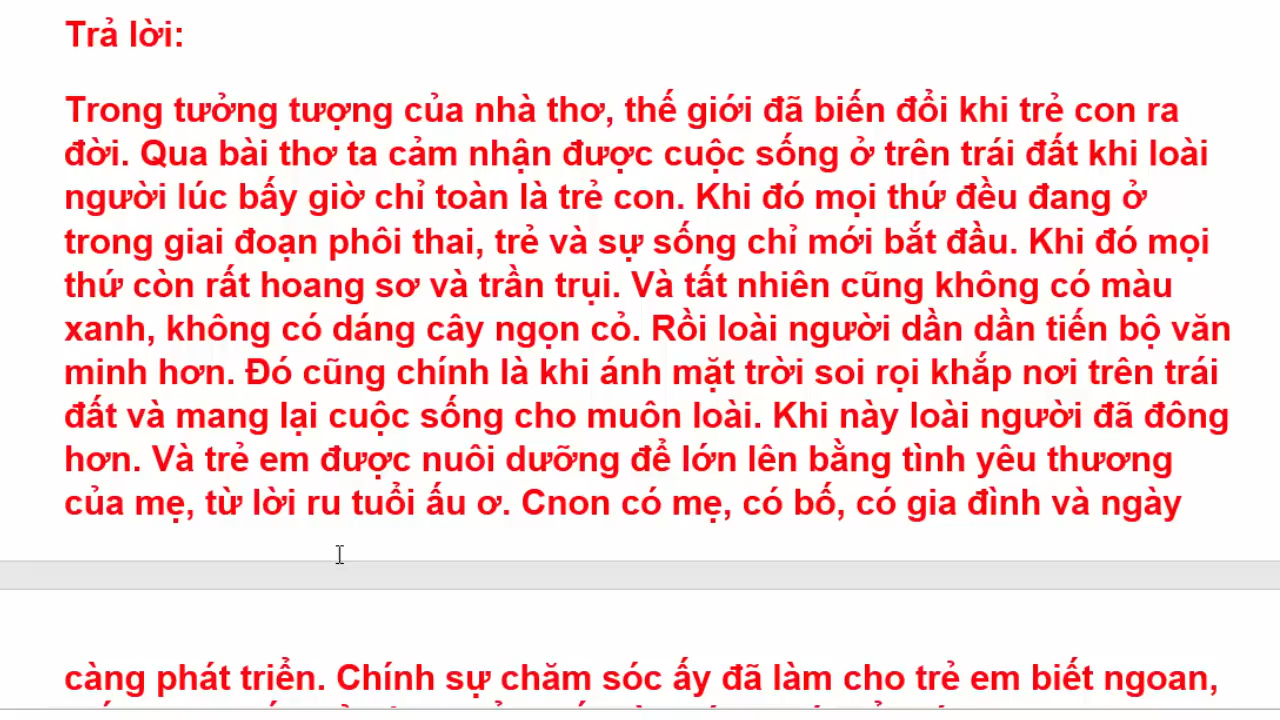 Trả lời:
Trong tưởng tượng của nhà thơ, thế giới đã biến đổi khi trẻ con ra
đời. Qua bài thơ ta cảm nhận được cuộc sống ở trên trái đất khi loài
người lúc bấy giờ chỉ toàn là trẻ con. Khi đó mọi thứ đều đang ở
trong giai đoạn phôi thai, trẻ và sự sống chỉ mới bắt đầu. Khi đó mọi
thứ còn rất hoang sơ và trần trụi. Và tất nhiên cũng không có màu
xanh, không có dáng cây ngọn cỏ. Rồi loài người dần dần tiến bộ văn
minh hơn. Đó cũng chính là khi ánh mặt trời soi rọi khắp nơi trên trái
đất và mang lại cuộc sống cho muôn loài. Khi này loài người đã đông
hơn. Và trẻ em được nuôi dưỡng để lớn lên bằng tình yêu thương
của mẹ, từ lời ru tuổi ấu ơ. Cnon có mẹ, có bố, có gia đình và ngày
càng phát triển. Chính sự chăm sóc ấy đã làm cho trẻ em biết ngoan,